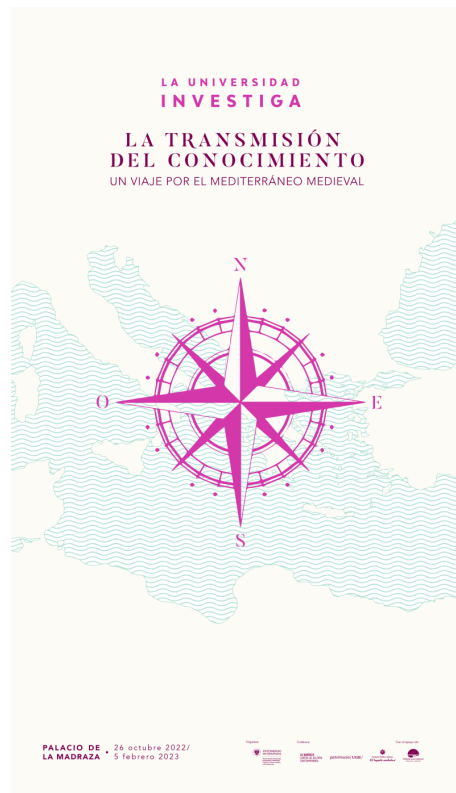 LA UNIVERSIDAD
INVESTIGA
LA TRANSMISIÓN
DEL CONOCIMIENTO
UN VIAJE POR EL MEDITERRÁNEO MEDIEVAL
N
O
E
S
PALACIO DE
LA MADRAZA
26 octubre 2022/
5 febrero 2023